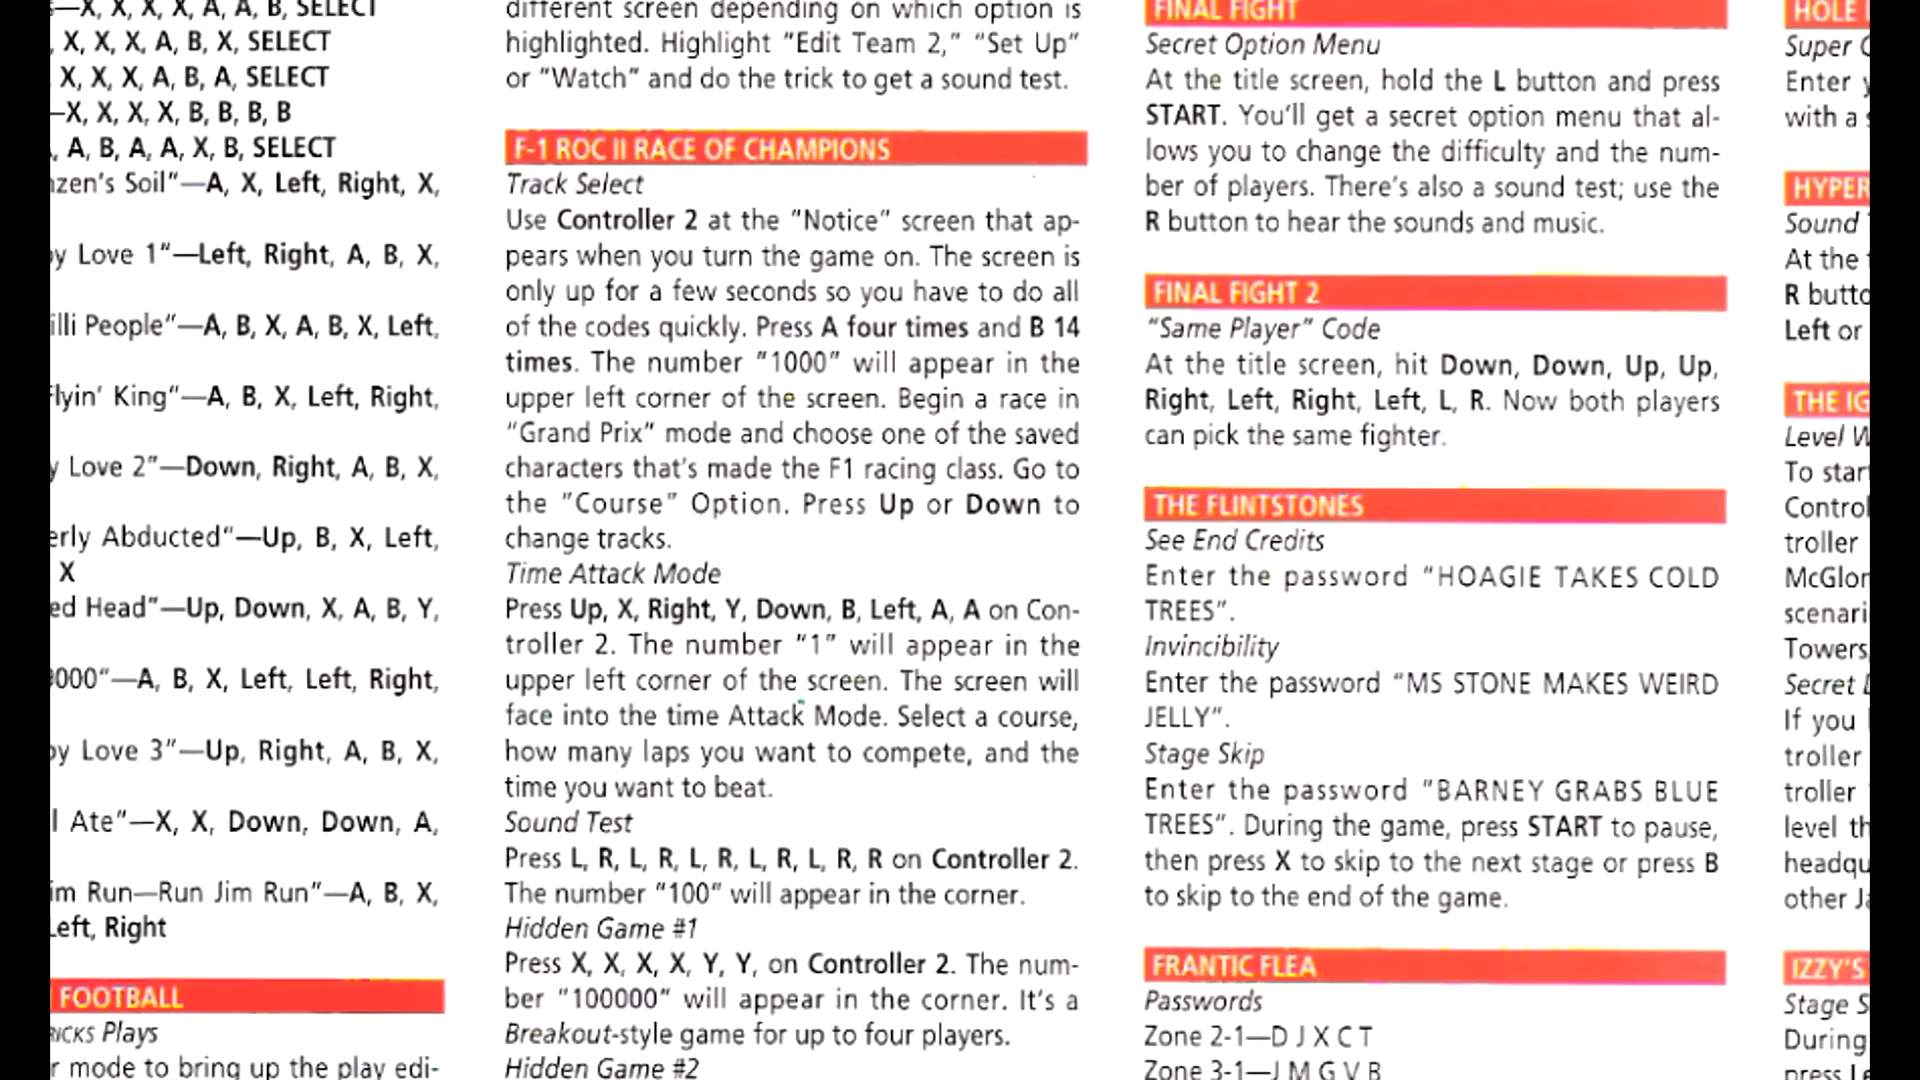 —X, X, X, X, A, A, B, SELECT
, X, X, X, A, B, X, SELECT
X, X, X, A, B, A, SELECT
—X, X, X, X, B, B, B, B
, A, B, A, A, X, B, SELECT
zen's Soil"—A, X, Left, Right, X,
y Love 1"—Left, Right, A, B, X,
illi People"—A, B, X, A, B, X, Left,
Flyin' King"—A, B, X, Left, Right,
y Love 2"—Down, Right, A, B, X,
erly Abducted"—Up, B, X, Left,
X
ed Head"—Up, Down, X, A, B, Y,
000"—A, B, X, Left, Left, Right,
y Love 3"—Up, Right, A, B, X,
l Ate"—X, X, Down, Down, A,
im Run—Run Jim Run"—A, B, X,
Left, Right
FOOTBALL
RICKS Plays
r mode to bring up the play edi-
different screen depending on which option is
highlighted. Highlight "Edit Team 2," "Set Up"
or "Watch" and do the trick to get a sound test.
F-1 ROC II RACE OF CHAMPIONS
Track Select
Use Controller 2 at the "Notice" screen that ap-
pears when you turn the game on. The screen is
only up for a few seconds so you have to do all
of the codes quickly. Press A four times and B 14
times. The number "1000" will appear in the
upper left corner of the screen. Begin a race in
"Grand Prix" mode and choose one of the saved
characters that's made the F1 racing class. Go to
the "Course" Option. Press Up or Down to
change tracks.
Time Attack Mode
Press Up, X, Right, Y, Down, B, Left, A, A on Con-
troller 2. The number "1" will appear in the
upper left corner of the screen. The screen will
face into the time Attack Mode. Select a course,
how many laps you want to compete, and the
time you want to beat.
Sound Test
Press L, R, L, R, L, R, L, R, L, R, R on Controller 2.
The number "100" will appear in the corner.
Hidden Game #1
Press X, X, X, X, Y, Y, on Controller 2. The num-
ber "100000" will appear in the corner. It's a
Breakout-style game for up to four players.
Hidden Game #2
FINAL FIGHT
Secret Option Menu
At the title screen, hold the L button and press
START. You'll get a secret option menu that al-
lows you to change the difficulty and the num-
ber of players. There's also a sound test; use the
R button to hear the sounds and music.
FINAL FIGHT 2
"Same Player" Code
At the title screen, hit Down, Down, Up, Up,
Right, Left, Right, Left, L, R. Now both players
can pick the same fighter.
THE FLINTSTONES
See End Credits
Enter the password "HOAGIE TAKES COLD
TREES".
Invincibility
Enter the password "MS STONE MAKES WEIRD
JELLY".
Stage Skip
Enter the password "BARNEY GRABS BLUE
TREES". During the game, press START to pause,
then press X to skip to the next stage or press B
to skip to the end of the game.
FRANTIC FLEA
Passwords
Zone 2-1—D J X C T
Zone 3-1—J M G V B
HOLE
Super
Enter
with a
HYPER
Sound
At the
R butto
Left or
THE IG
Level W
To star
Control
troller
McGlor
scenari
Towers,
Secret
If you
troller
troller
level th
headqu
other Ja
IZZY'S
Stage S
During
press Le